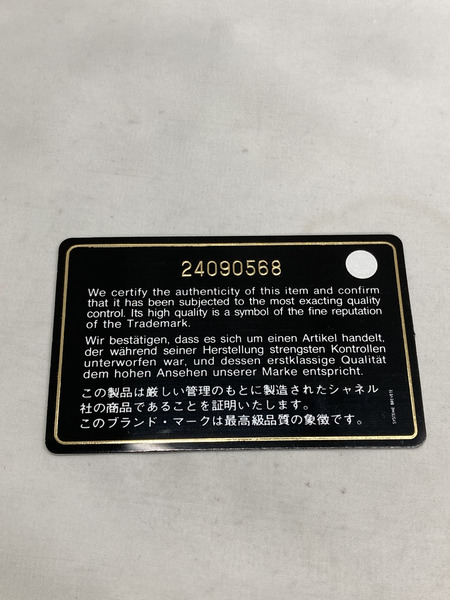 24090568
We certify the authenticity of this item and confirm
that it has been subjected to the most exacting quality
control. Its high quality is a symbol of the fine reputation
of the Trademark.
Wir bestätigen, dass es sich um einen Artikel handelt,
der während seiner Herstellung strengsten Kontrollen
unterworfen war, und dessen erstklassige Qualität
dem hohen Ansehen unserer Marke entspricht.
この製品は厳しい管理のもとに製造されたシャネル
社の商品であることを証明いたします。
このブランド・マークは最高級品質の象徴です。